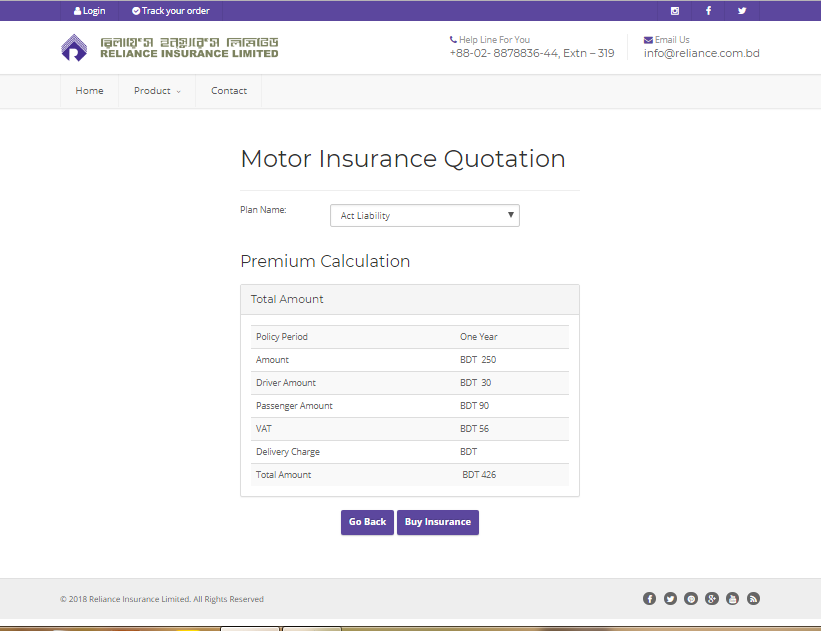 Login Track your order
রিলায়েন্স ইনস্যুরেন্স লিমিটেড
RELIANCE INSURANCE LIMITED
Help Line For You
+88-02- 8878836-44, Extn – 319
Email Us
info@reliance.com.bd
Home Product Contact
Motor Insurance Quotation
Plan Name: Act Liability
Premium Calculation
Total Amount
Policy Period One Year
Amount BDT 250
Driver Amount BDT 30
Passenger Amount BDT 90
VAT BDT 56
Delivery Charge BDT
Total Amount BDT 426
Go Back Buy Insurance
© 2018 Reliance Insurance Limited. All Rights Reserved